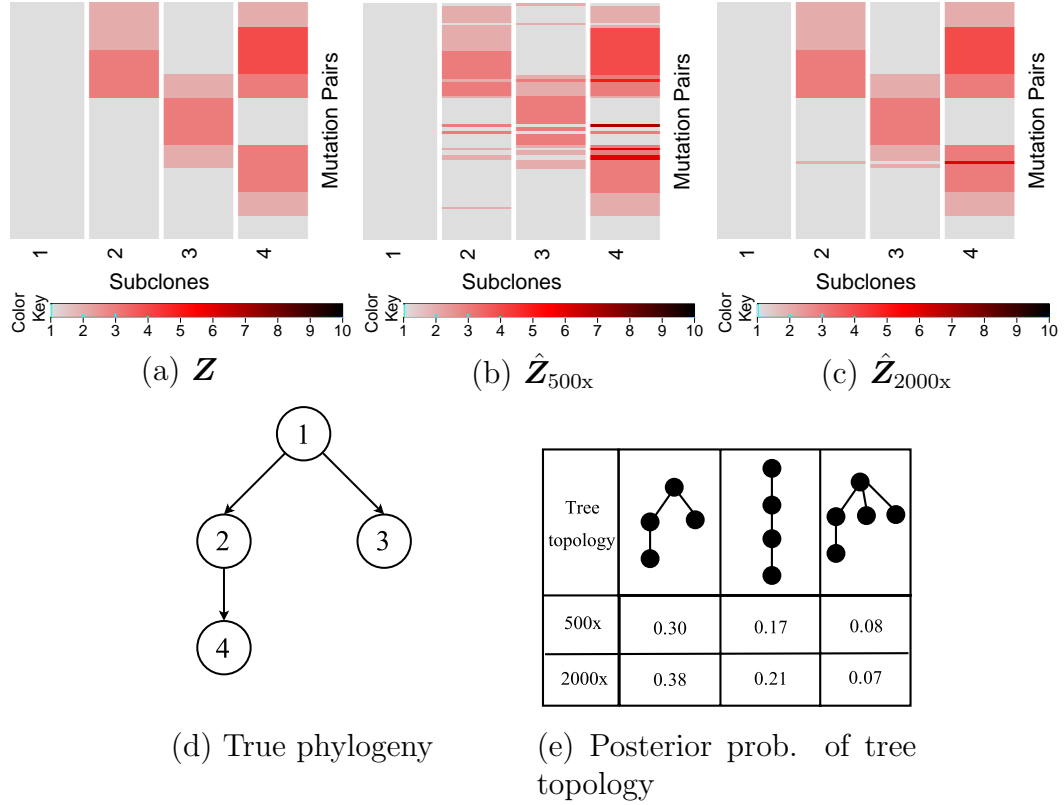 Mutation Pairs
Mutation Pairs
Mutation Pairs
1 2 3 4
1 2 3 4
1 2 3 4
Subclones
Subclones
Subclones
Color Key
1 2 3 4 5 6 7 8 9 10
Color Key
1 2 3 4 5 6 7 8 9 10
Color Key
1 2 3 4 5 6 7 8 9 10
(a) Z
(b) Ẑ500x
(c) Ẑ2000x
1
2
3
4
(d) True phylogeny
Tree
topology
500x 0.30 0.17 0.08
2000x 0.38 0.21 0.07
(e) Posterior prob. of tree
topology